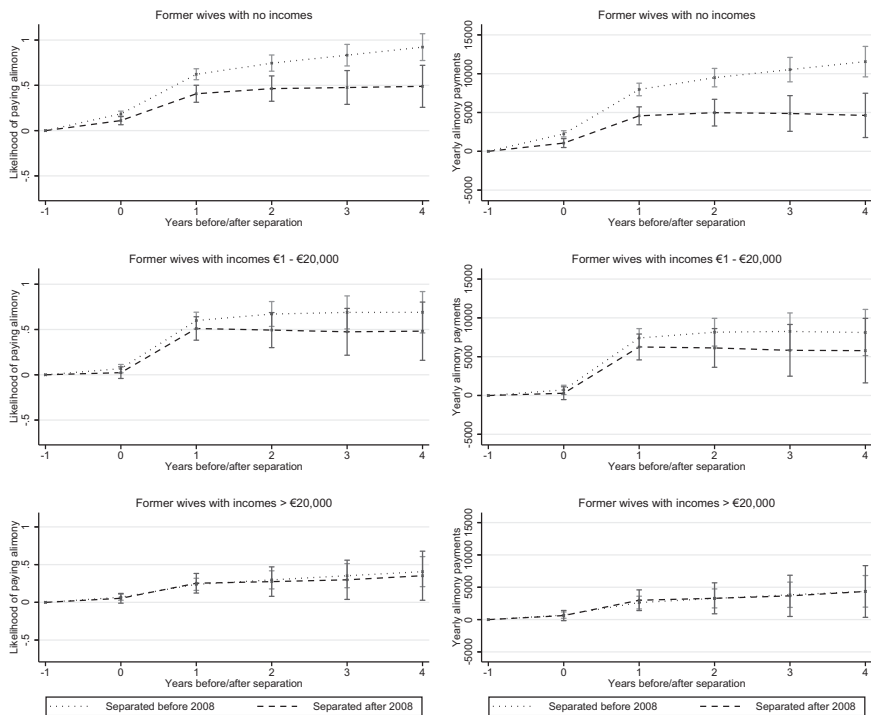 Former wives with no incomes
Likelihood of paying alimony
1
.5
0
-.5
-1 0 1 2 3 4
Years before/after separation
Former wives with no incomes
Yearly alimony payments
15000
10000
5000
0
-5000
-1 0 1 2 3 4
Years before/after separation
Former wives with incomes €1 - €20,000
Likelihood of paying alimony
1
.5
0
-.5
-1 0 1 2 3 4
Years before/after separation
Former wives with incomes €1 - €20,000
Yearly alimony payments
15000
10000
5000
0
-5000
-1 0 1 2 3 4
Years before/after separation
Former wives with incomes > €20,000
Likelihood of paying alimony
1
.5
0
-.5
-1 0 1 2 3 4
Years before/after separation
Former wives with incomes > €20,000
Yearly alimony payments
15000
10000
5000
0
-5000
-1 0 1 2 3 4
Years before/after separation
Separated before 2008 Separated after 2008
Separated before 2008 Separated after 2008